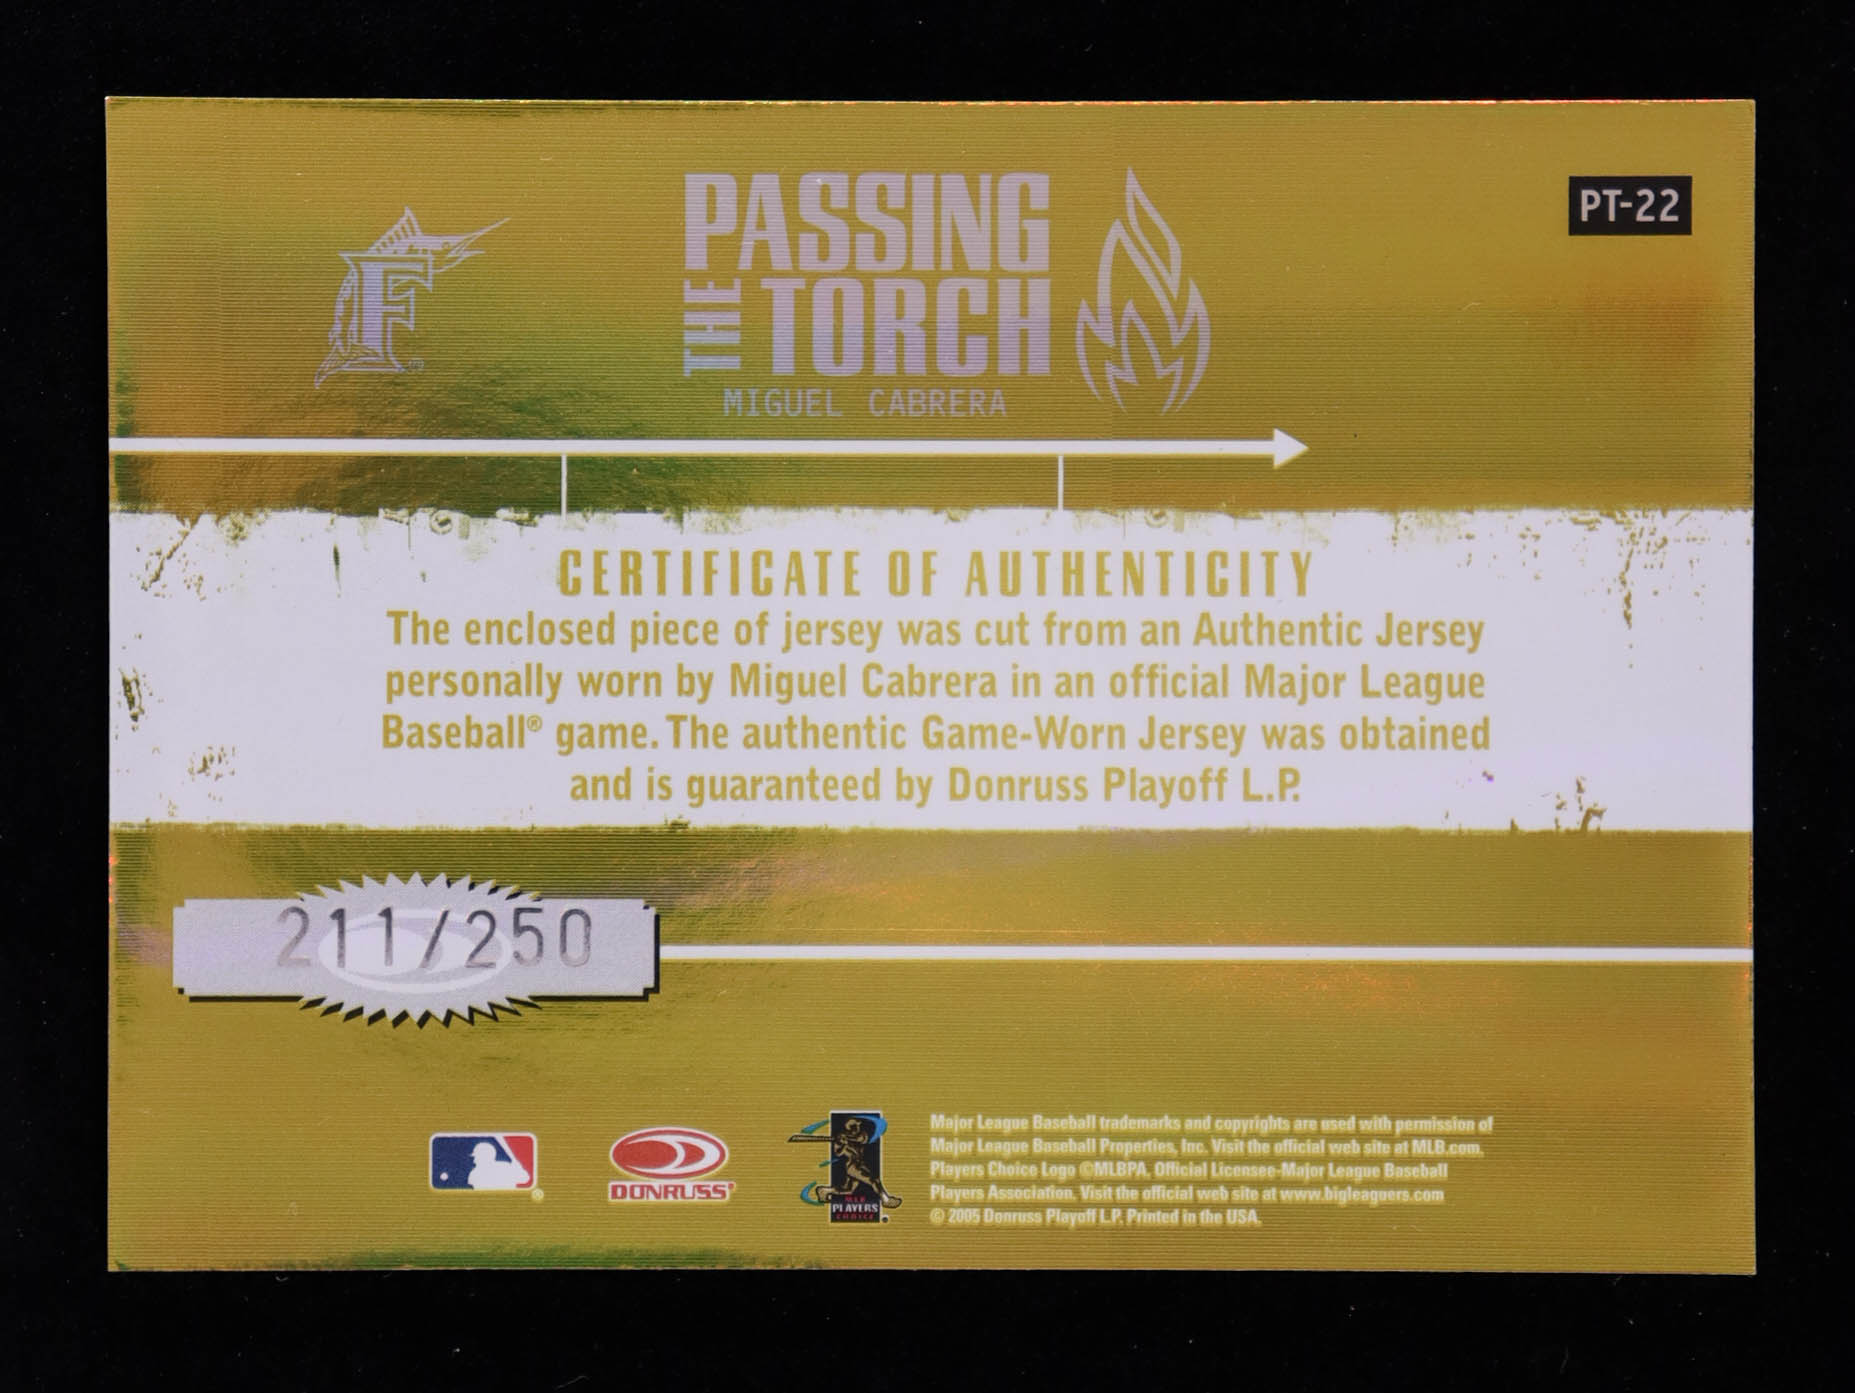 PT-22
F
PASSING
THE TORCH
MIGUEL CABRERA
CERTIFICATE OF AUTHENTICITY
The enclosed piece of jersey was cut from an Authentic Jersey
personally worn by Miguel Cabrera in an official Major League
Baseball® game. The authentic Game-Worn Jersey was obtained
and is guaranteed by Donruss Playoff L.P.
211/250
DONRUSS®
MLB
PLAYERS
CHOICE
Major League Baseball trademarks and copyrights are used with permission of
Major League Baseball Properties, Inc. Visit the official web site at MLB.com.
Players Choice Logo ©MLBPA, Official Licensee-Major League Baseball
Players Association. Visit the official web site at www.bigleaguers.com
© 2005 Donruss Playoff L.P. Printed in the USA.